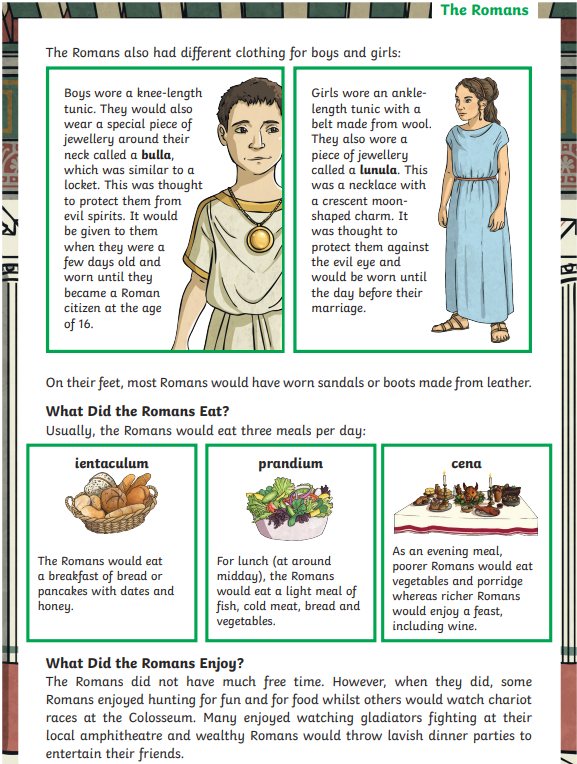 The Romans
The Romans also had different clothing for boys and girls:
Boys wore a knee-length
tunic. They would also
wear a special piece of
jewellery around their
neck called a bulla,
which was similar to a
locket. This was thought
to protect them from
evil spirits. It would
be given to them
when they were a
few days old and
worn until they
became a Roman
citizen at the age
of 16.
Girls wore an ankle-
length tunic with a
belt made from wool.
They also wore a
piece of jewellery
called a lunula. This
was a necklace with
a crescent moon-
shaped charm. It
was thought to
protect them against
the evil eye and
would be worn until
the day before their
marriage.
On their feet, most Romans would have worn sandals or boots made from leather.
What Did the Romans Eat?
Usually, the Romans would eat three meals per day:
ientaculum
The Romans would eat
a breakfast of bread or
pancakes with dates and
honey.
prandium
For lunch (at around
midday), the Romans
would eat a light meal of
fish, cold meat, bread and
vegetables.
cena
As an evening meal,
poorer Romans would eat
vegetables and porridge
whereas richer Romans
would enjoy a feast,
including wine.
What Did the Romans Enjoy?
The Romans did not have much free time. However, when they did, some
Romans enjoyed hunting for fun and for food whilst others would watch chariot
races at the Colosseum. Many enjoyed watching gladiators fighting at their
local amphitheatre and wealthy Romans would throw lavish dinner parties to
entertain their friends.